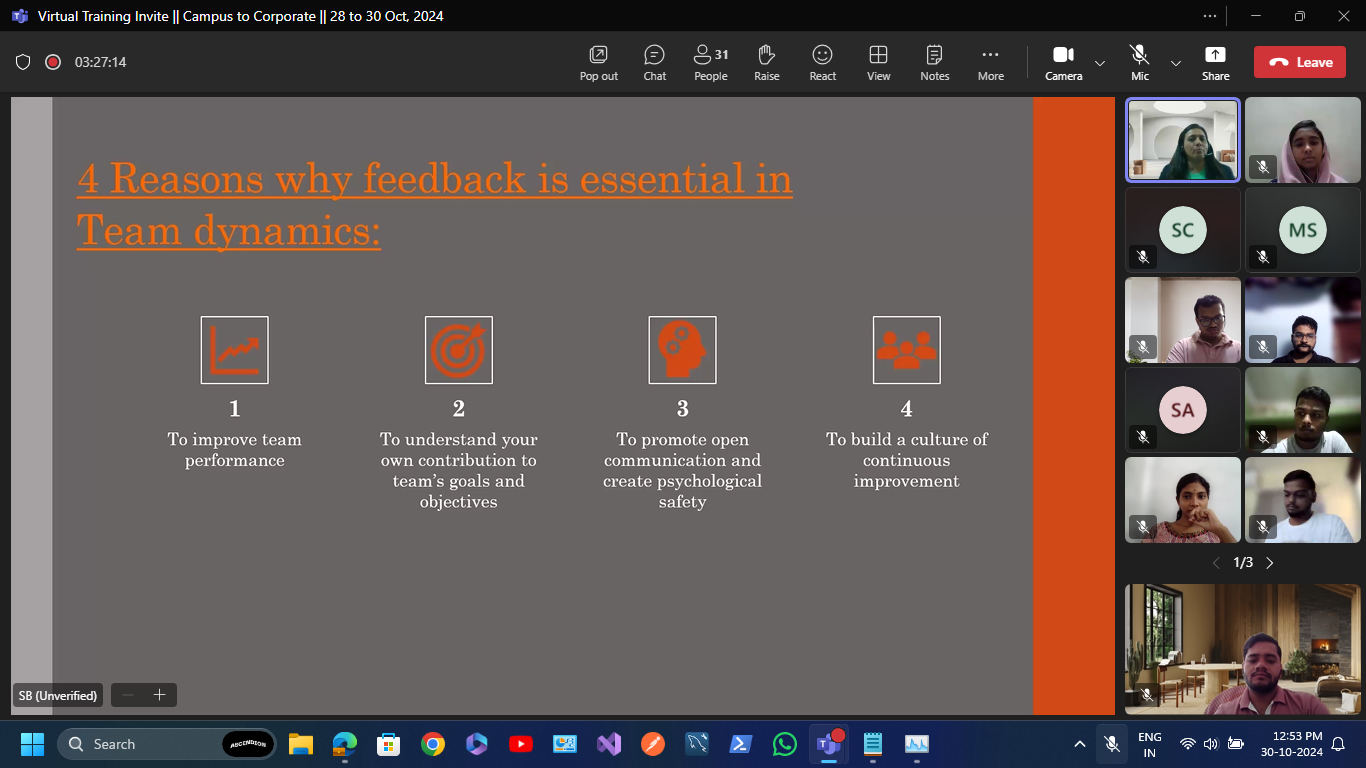 Virtual Training Invite || Campus to Corporate || 28 to 30 Oct, 2024
03:27:14
Pop out
Chat
31
People
Raise
React
View
Notes
More
Camera
Mic
Share
Leave
4 Reasons why feedback is essential in
Team dynamics:
1
To improve team
performance
2
To understand your
own contribution to
team's goals and
objectives
3
To promote open
communication and
create psychological
safety
4
To build a culture of
continuous
improvement
SC
MS
SA
1/3
SB (Unverified)
Search
ASCENDION
ENG
IN
12:53 PM
30-10-2024